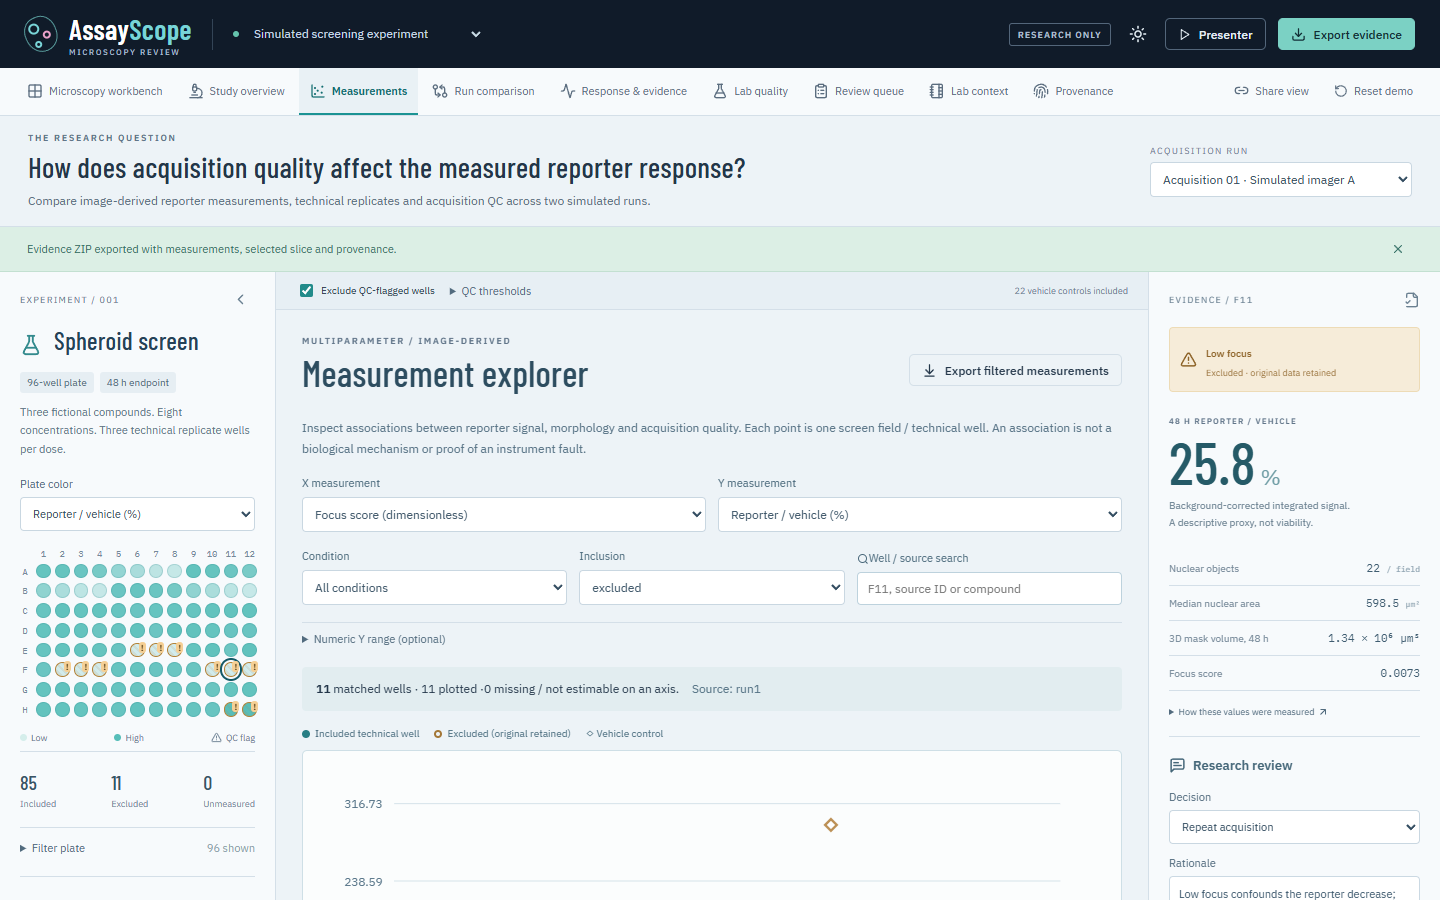 AssayScope
MICROSCOPY REVIEW
Simulated screening experiment
RESEARCH ONLY
Presenter
Export evidence
Microscopy workbench
Study overview
Measurements
Run comparison
Response & evidence
Lab quality
Review queue
Lab context
Provenance
Share view
Reset demo
THE RESEARCH QUESTION
How does acquisition quality affect the measured reporter response?
Compare image-derived reporter measurements, technical replicates and acquisition QC across two simulated runs.
ACQUISITION RUN
Acquisition 01 · Simulated imager A
Evidence ZIP exported with measurements, selected slice and provenance.
EXPERIMENT / 001
Spheroid screen
96-well plate
48 h endpoint
Three fictional compounds. Eight
concentrations. Three technical replicate wells
per dose.
Plate color
Reporter / vehicle (%)
1 2 3 4 5 6 7 8 9 10 11 12
A
B
C
D
E ! ! !
F ! ! ! ! ! !
G
H ! !
Low
High
QC flag
85
Included
11
Excluded
0
Unmeasured
Filter plate
96 shown
Exclude QC-flagged wells
QC thresholds
22 vehicle controls included
MULTIPARAMETER / IMAGE-DERIVED
Measurement explorer
Export filtered measurements
Inspect associations between reporter signal, morphology and acquisition quality. Each point is one screen field / technical well. An association is not a
biological mechanism or proof of an instrument fault.
X measurement
Focus score (dimensionless)
Y measurement
Reporter / vehicle (%)
Condition
All conditions
Inclusion
excluded
Well / source search
F11, source ID or compound
Numeric Y range (optional)
11 matched wells · 11 plotted ·0 missing / not estimable on an axis. Source: run1
Included technical well
Excluded (original retained)
Vehicle control
316.73
238.59
EVIDENCE / F11
Low focus
Excluded · original data retained
48 H REPORTER / VEHICLE
25.8 %
Background-corrected integrated signal.
A descriptive proxy, not viability.
Nuclear objects 22 / field
Median nuclear area 598.5 µm²
3D mask volume, 48 h 1.34 × 10⁶ µm³
Focus score 0.0073
How these values were measured
Research review
Decision
Repeat acquisition
Rationale
Low focus confounds the reporter decrease;